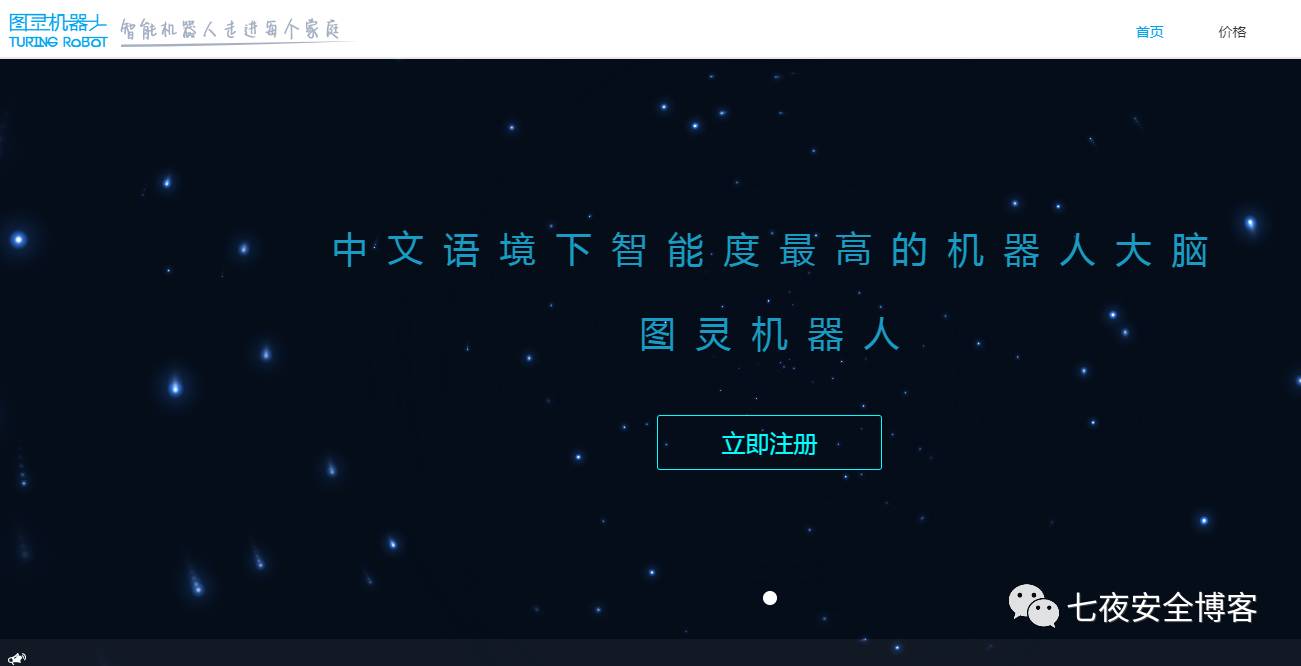 图灵机器人
TURING ROBOT
智能机器人走进每个家庭
首页
价格
中文语境下智能度最高的机器人大脑
图灵机器人
立即注册
七夜安全博客